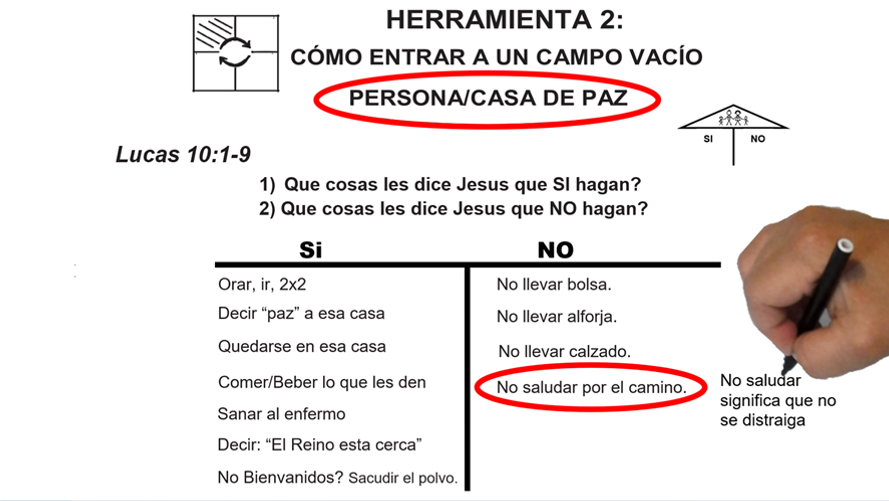 HERRAMIENTA 2:
CÓMO ENTRAR A UN CAMPO VACÍO
PERSONA/CASA DE PAZ
SI NO
Lucas 10:1-9
1) Que cosas les dice Jesus que SI hagan?
2) Que cosas les dice Jesus que NO hagan?
Si NO
Orar, ir, 2x2
No llevar bolsa.
Decir “paz” a esa casa
No llevar alforja.
Quedarse en esa casa
No llevar calzado.
Comer/Beber lo que les den
No saludar por el camino.
No saludar
significa que no
se distraiga
Sanar al enfermo
Decir: “El Reino esta cerca”
No Bienvanidos? Sacudir el polvo.